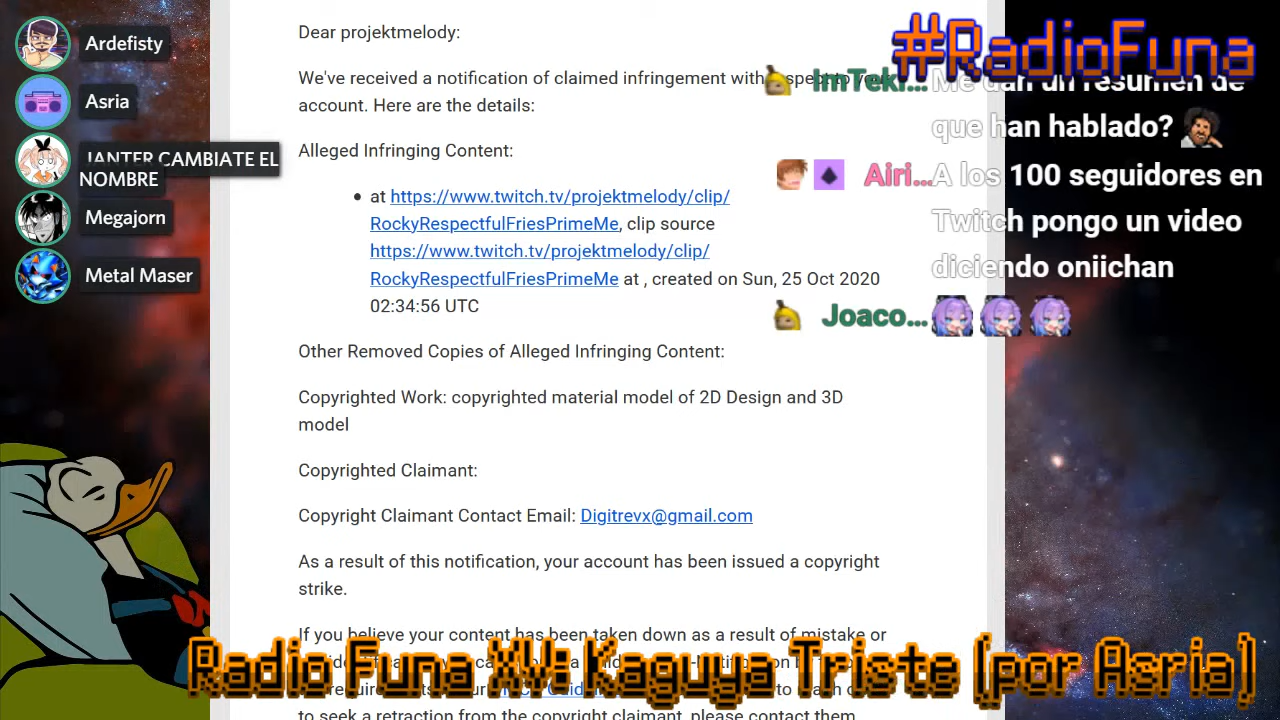 Ardefisty
Asria
JANTER CAMBIATE EL
NOMBRE
Megajorn
Metal Maser
Dear projektmelody:
We've received a notification of claimed infringement with respect to your
account. Here are the details:
Alleged Infringing Content:
• at https://www.twitch.tv/projektmelody/clip/
RockyRespectfulFriesPrimeMe, clip source
https://www.twitch.tv/projektmelody/clip/
RockyRespectfulFriesPrimeMe at , created on Sun, 25 Oct 2020
02:34:56 UTC
Other Removed Copies of Alleged Infringing Content:
Copyrighted Work: copyrighted material model of 2D Design and 3D
model
Copyrighted Claimant:
Copyright Claimant Contact Email: Digitrevx@gmail.com
As a result of this notification, your account has been issued a copyright
strike.
If you believe your content has been taken down as a result of mistake or
to seek a retraction from the copyright claimant, please contact them
#RadioFuna
ImTekr... Me dan un resumen de
que han hablado?
Airi... A los 100 seguidores en
Twitch pongo un video
diciendo oniichan
Joaco...
Radio Funa XV: Kaguya Triste (por Asria)